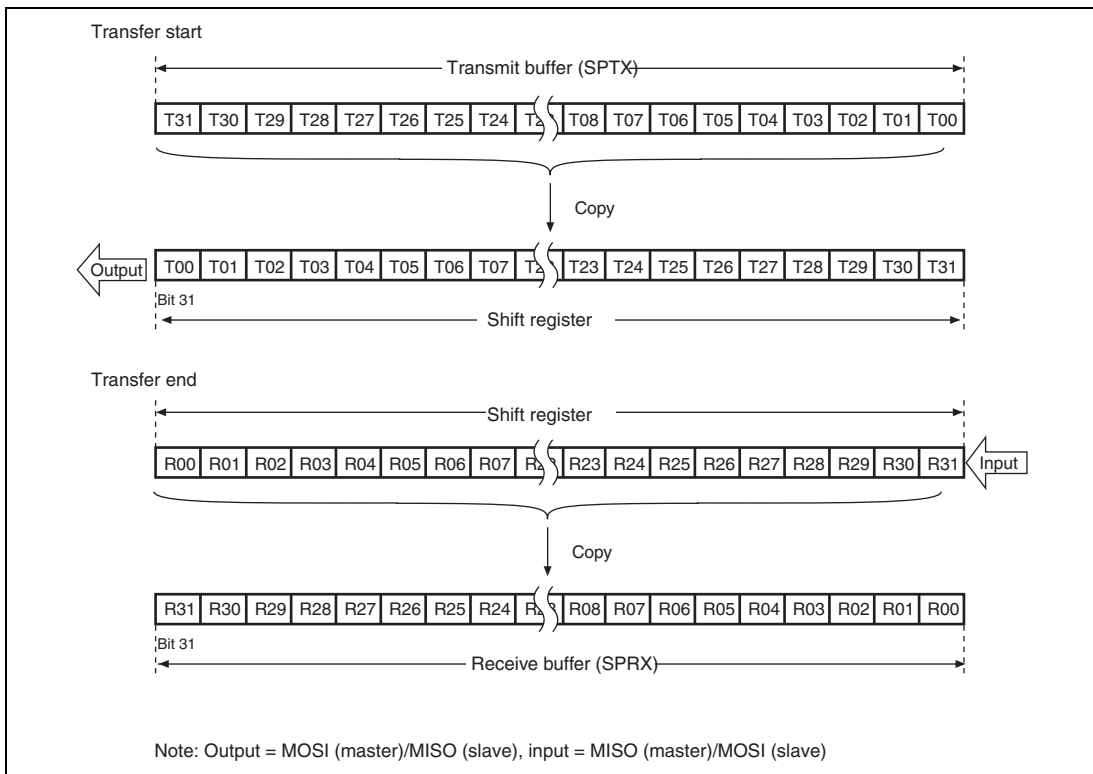 Transfer start
Transmit buffer (SPTX)
T31 T30 T29 T28 T27 T26 T25 T24 T23 T08 T07 T06 T05 T04 T03 T02 T01 T00
Copy
Output T00 T01 T02 T03 T04 T05 T06 T07 T23 T24 T25 T26 T27 T28 T29 T30 T31
Bit 31
Shift register
Transfer end
Shift register
R00 R01 R02 R03 R04 R05 R06 R07 R23 R24 R25 R26 R27 R28 R29 R30 R31 Input
Copy
R31 R30 R29 R28 R27 R26 R25 R24 R23 R08 R07 R06 R05 R04 R03 R02 R01 R00
Bit 31
Receive buffer (SPRX)
Note: Output = MOSI (master)/MISO (slave), input = MISO (master)/MOSI (slave)